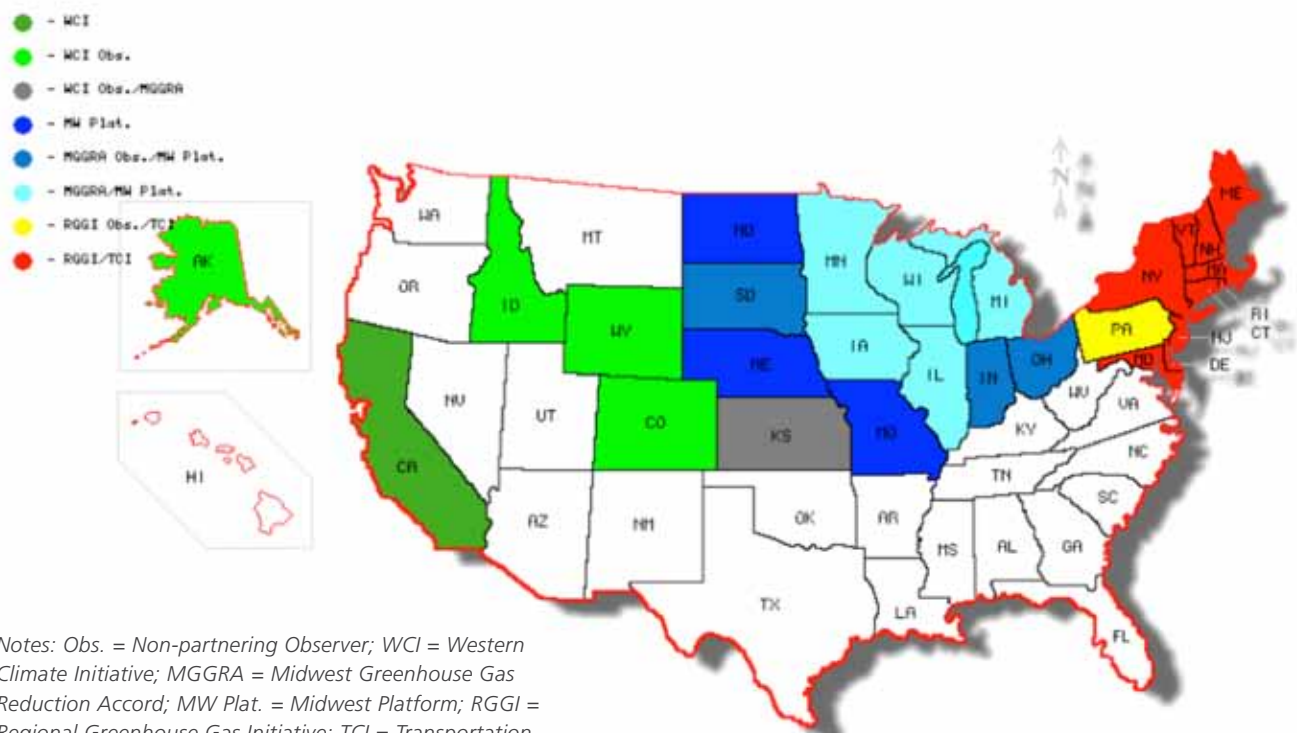 - WCI
- WCI Obs.
- WCI Obs./MGGRA
- MW Plat.
- MGGRA Obs./MW Plat.
- MGGRA/MW Plat.
- RGGI Obs./TCI
- RGGI/TCI
AK
HI
N
N
WA
MT
ND
MN
ME
VT
NH
MA
NY
OR
ID
SD
WI
MI
RI
CT
WY
PA
NJ
IA
NE
OH
MD
DE
NV
UT
CO
IL
IN
WV
VA
KS
MO
KY
CA
NC
TN
AZ
NM
OK
AR
SC
MS
AL
GA
TX
LA
FL
Notes: Obs. = Non-partnering Observer; WCI = Western
Climate Initiative; MGGRA = Midwest Greenhouse Gas
Reduction Accord; MW Plat. = Midwest Platform; RGGI =
Regional Greenhouse Gas Initiative; TCI = Transportation